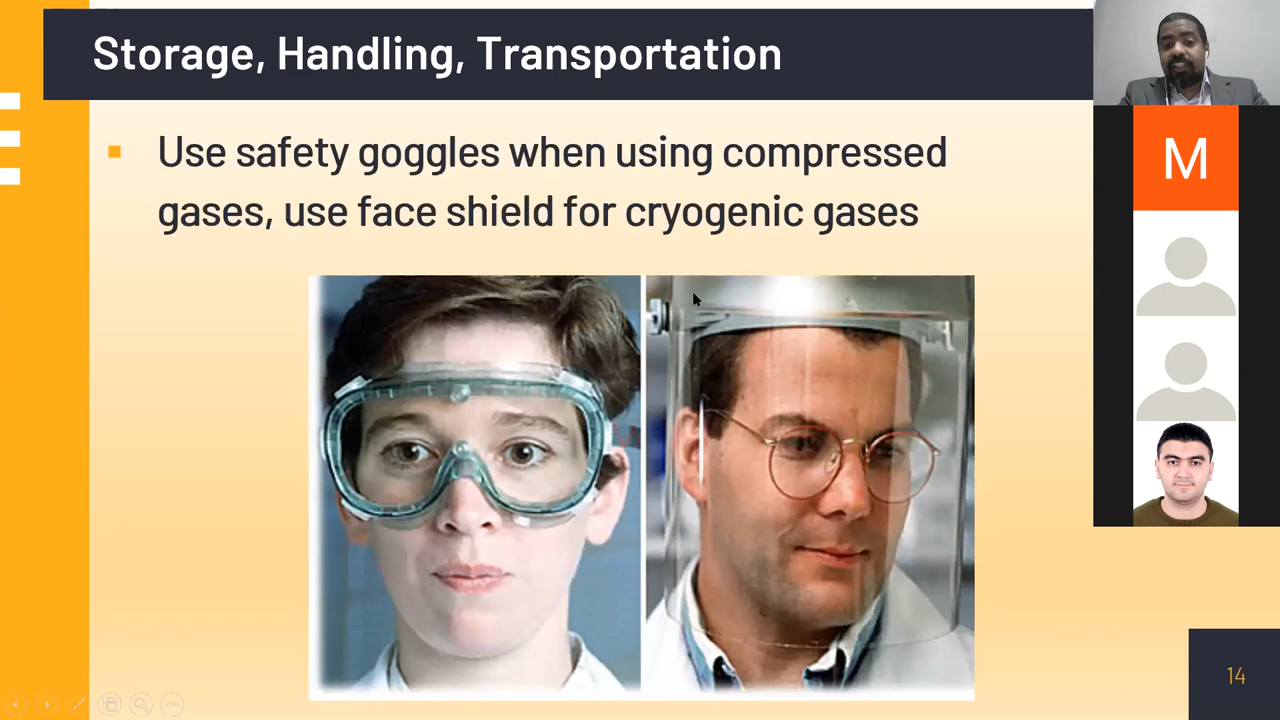 Storage, Handling, Transportation
Use safety goggles when using compressed
gases, use face shield for cryogenic gases
M
14